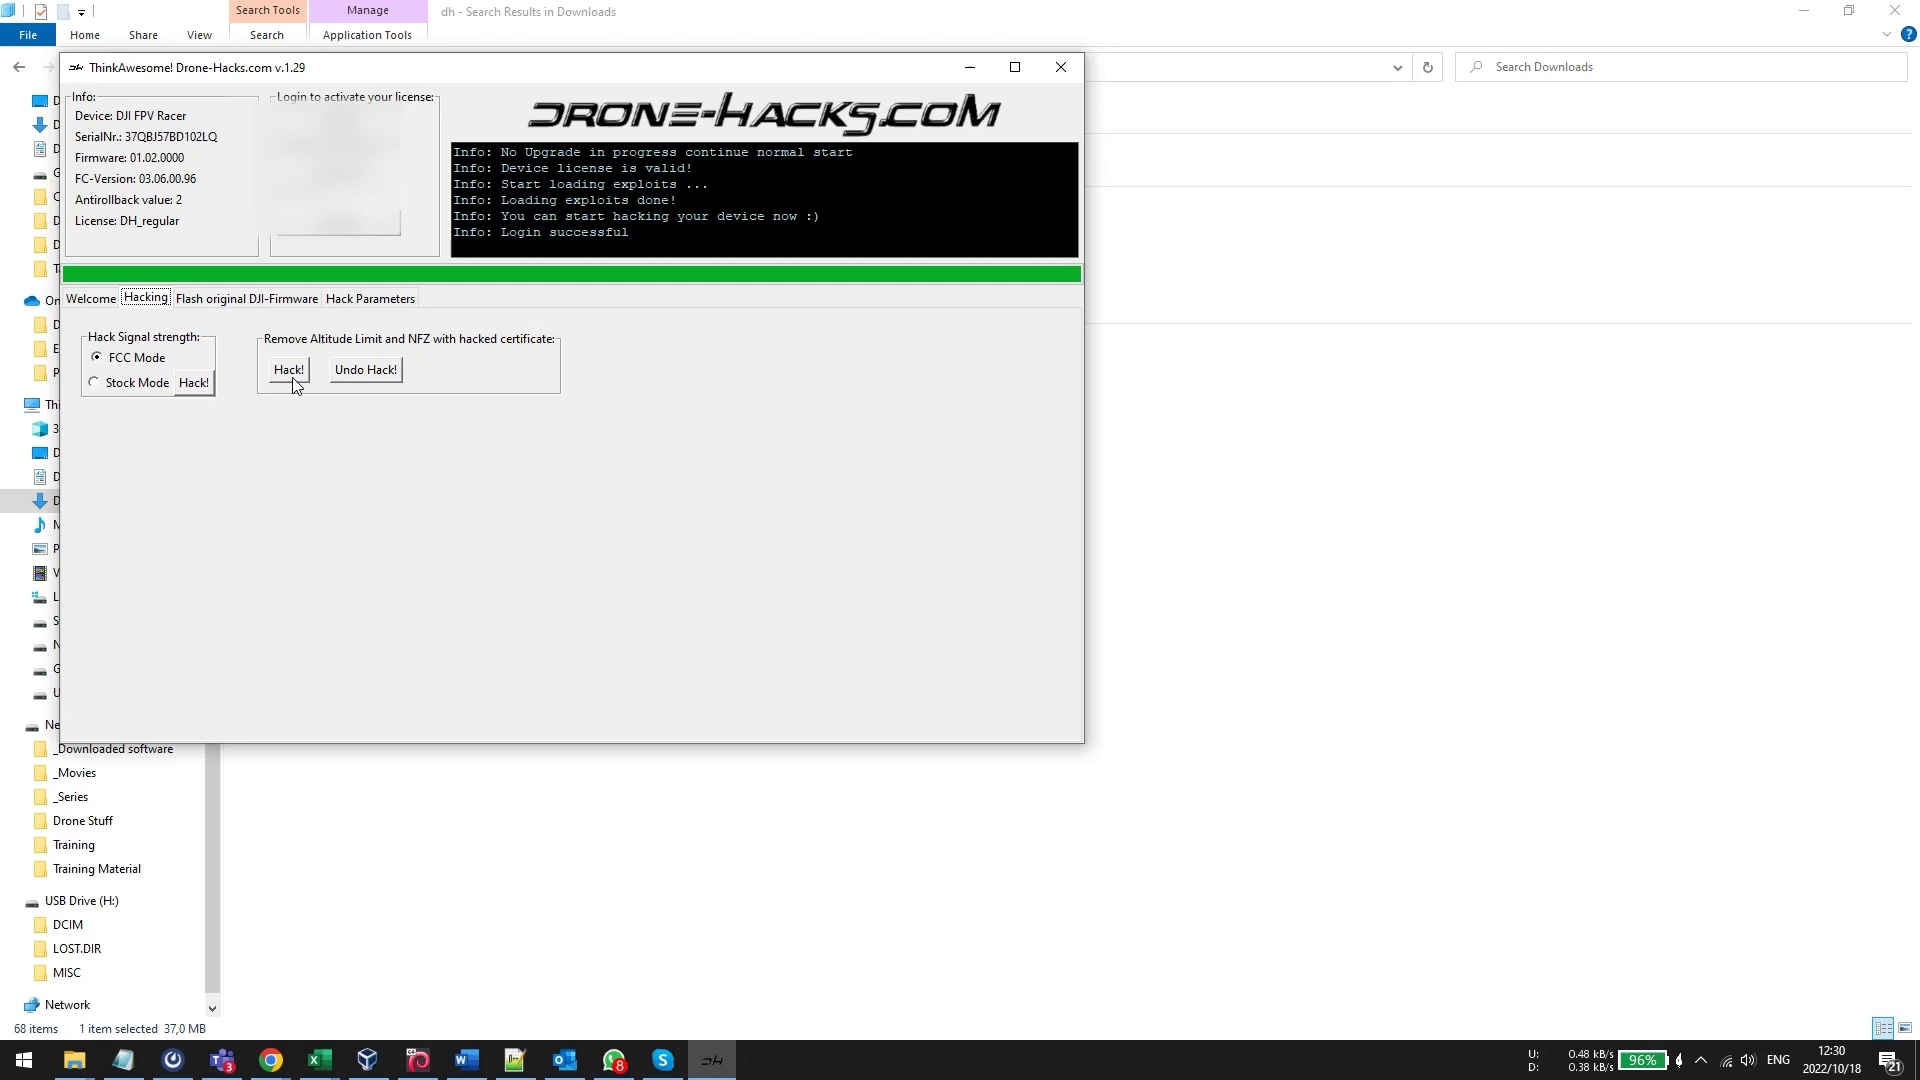 Search Tools
Manage
dh - Search Results in Downloads
File
Home
Share
View
Search
Application Tools
ThinkAwesome! Drone-Hacks.com v.1.29
Search Downloads
Info:
Device: DJI FPV Racer
SerialNr.: 37QBJ57BD102LQ
Firmware: 01.02.0000
FC-Version: 03.06.00.96
Antirollback value: 2
License: DH_regular
Login to activate your license:
DRONE-HACKS.COM
Info: No Upgrade in progress continue normal start
Info: Device license is valid!
Info: Start loading exploits ...
Info: Loading exploits done!
Info: You can start hacking your device now :)
Info: Login successful
Welcome
Hacking
Flash original DJI-Firmware
Hack Parameters
Hack Signal strength:
FCC Mode
Stock Mode
Hack!
Remove Altitude Limit and NFZ with hacked certificate:
Hack!
Undo Hack!
_Downloaded software
_Movies
_Series
Drone Stuff
Training
Training Material
USB Drive (H:)
DCIM
LOST.DIR
MISC
Network
68 items
1 item selected 37,0 MB
U: 0.48 kB/s
D: 0.38 kB/s
96%
ENG
12:30
2022/10/18
21
3
8